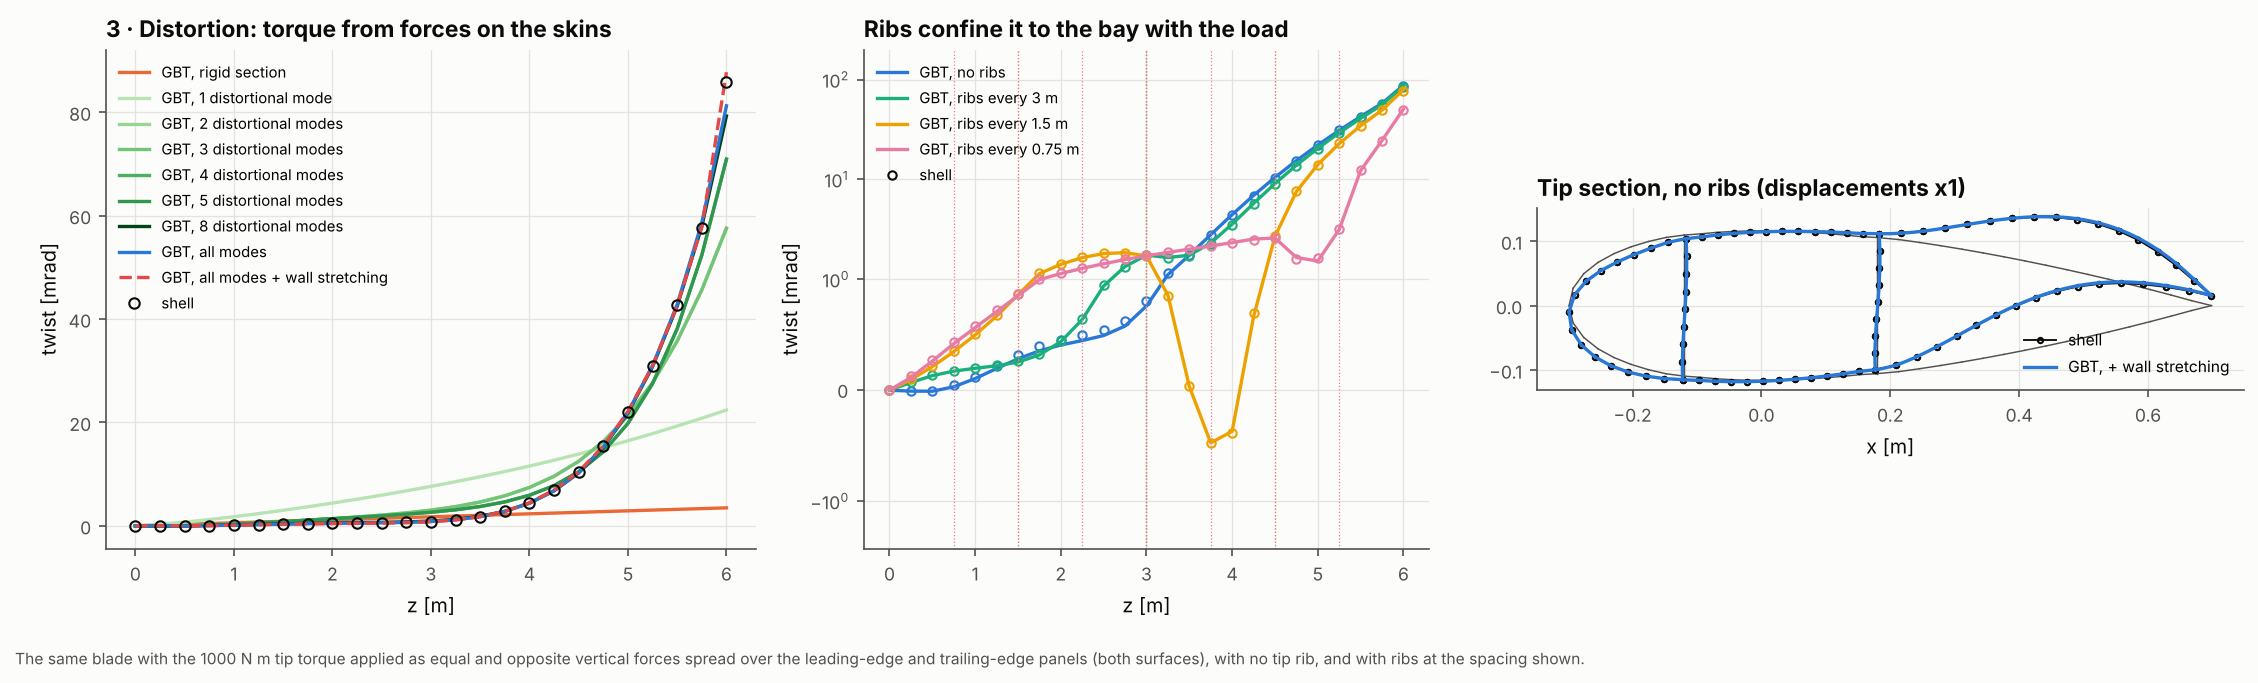 3 · Distortion: torque from forces on the skins
GBT, rigid section
GBT, 1 distortional mode
GBT, 2 distortional modes
GBT, 3 distortional modes
GBT, 4 distortional modes
GBT, 5 distortional modes
GBT, 8 distortional modes
GBT, all modes
GBT, all modes + wall stretching
shell
twist [mrad]
80
60
40
20
0
0 1 2 3 4 5 6
z [m]
Ribs confine it to the bay with the load
GBT, no ribs
GBT, ribs every 3 m
GBT, ribs every 1.5 m
GBT, ribs every 0.75 m
shell
twist [mrad]
10²
10¹
10⁰
0
−10⁰
0 1 2 3 4 5 6
z [m]
Tip section, no ribs (displacements x1)
0.1
0.0
−0.1
shell
GBT, + wall stretching
−0.2 0.0 0.2 0.4 0.6
x [m]
The same blade with the 1000 N m tip torque applied as equal and opposite vertical forces spread over the leading-edge and trailing-edge panels (both surfaces), with no tip rib, and with ribs at the spacing shown.